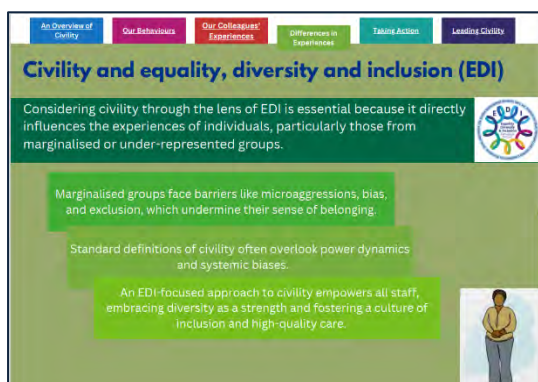 An Overview of
Civility
Our Behaviours
Our Colleagues'
Experiences
Differences in
Experiences
Taking Action
Leading Civility
Civility and equality, diversity and inclusion (EDI)
Considering civility through the lens of EDI is essential because it directly
influences the experiences of individuals, particularly those from
marginalised or under-represented groups.
EDI
Marginalised groups face barriers like microaggressions, bias,
and exclusion, which undermine their sense of belonging.
Standard definitions of civility often overlook power dynamics
and systemic biases.
An EDI-focused approach to civility empowers all staff,
embracing diversity as a strength and fostering a culture of
inclusion and high-quality care.